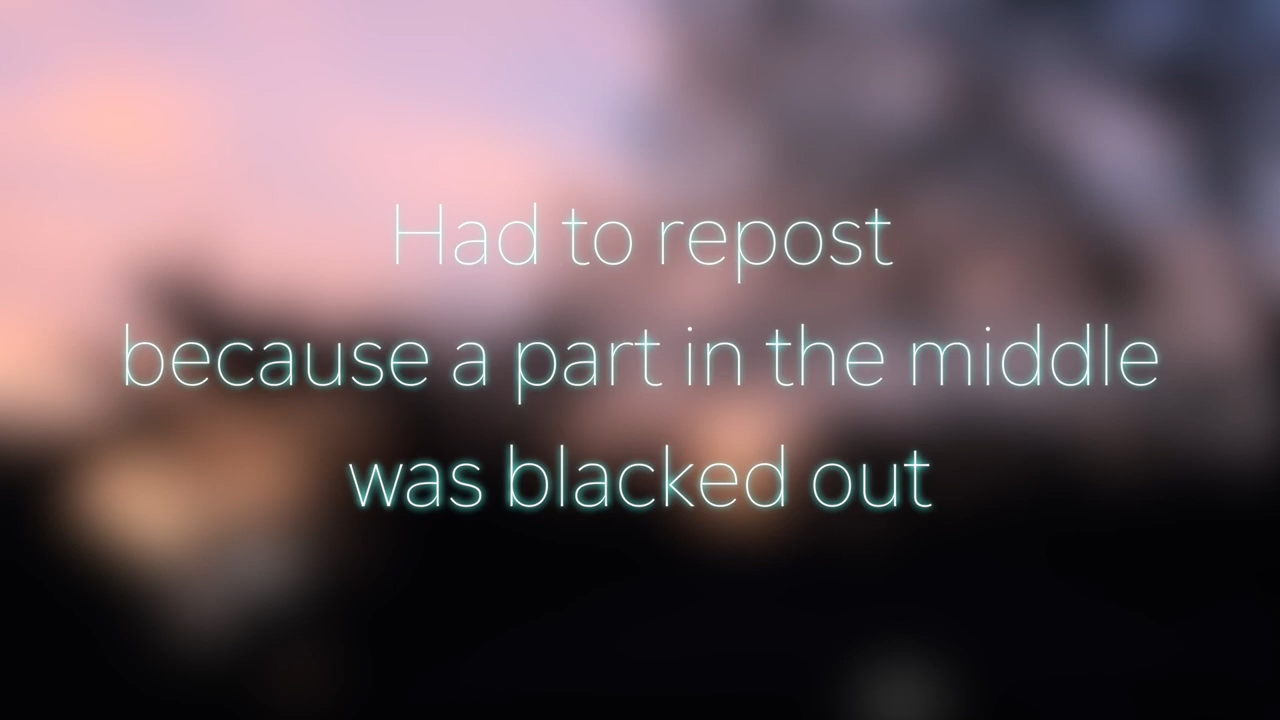 Had to repost
because a part in the middle
was blacked out